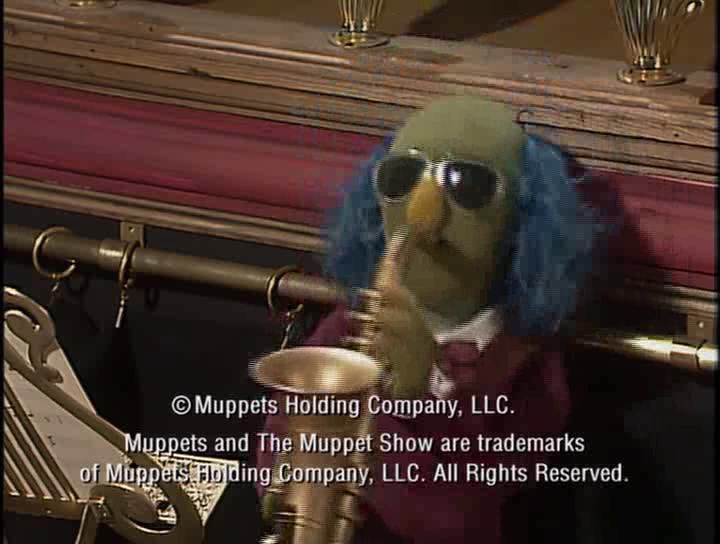 ©Muppets Holding Company, LLC.
Muppets and The Muppet Show are trademarks
of Muppets Holding Company, LLC. All Rights Reserved.